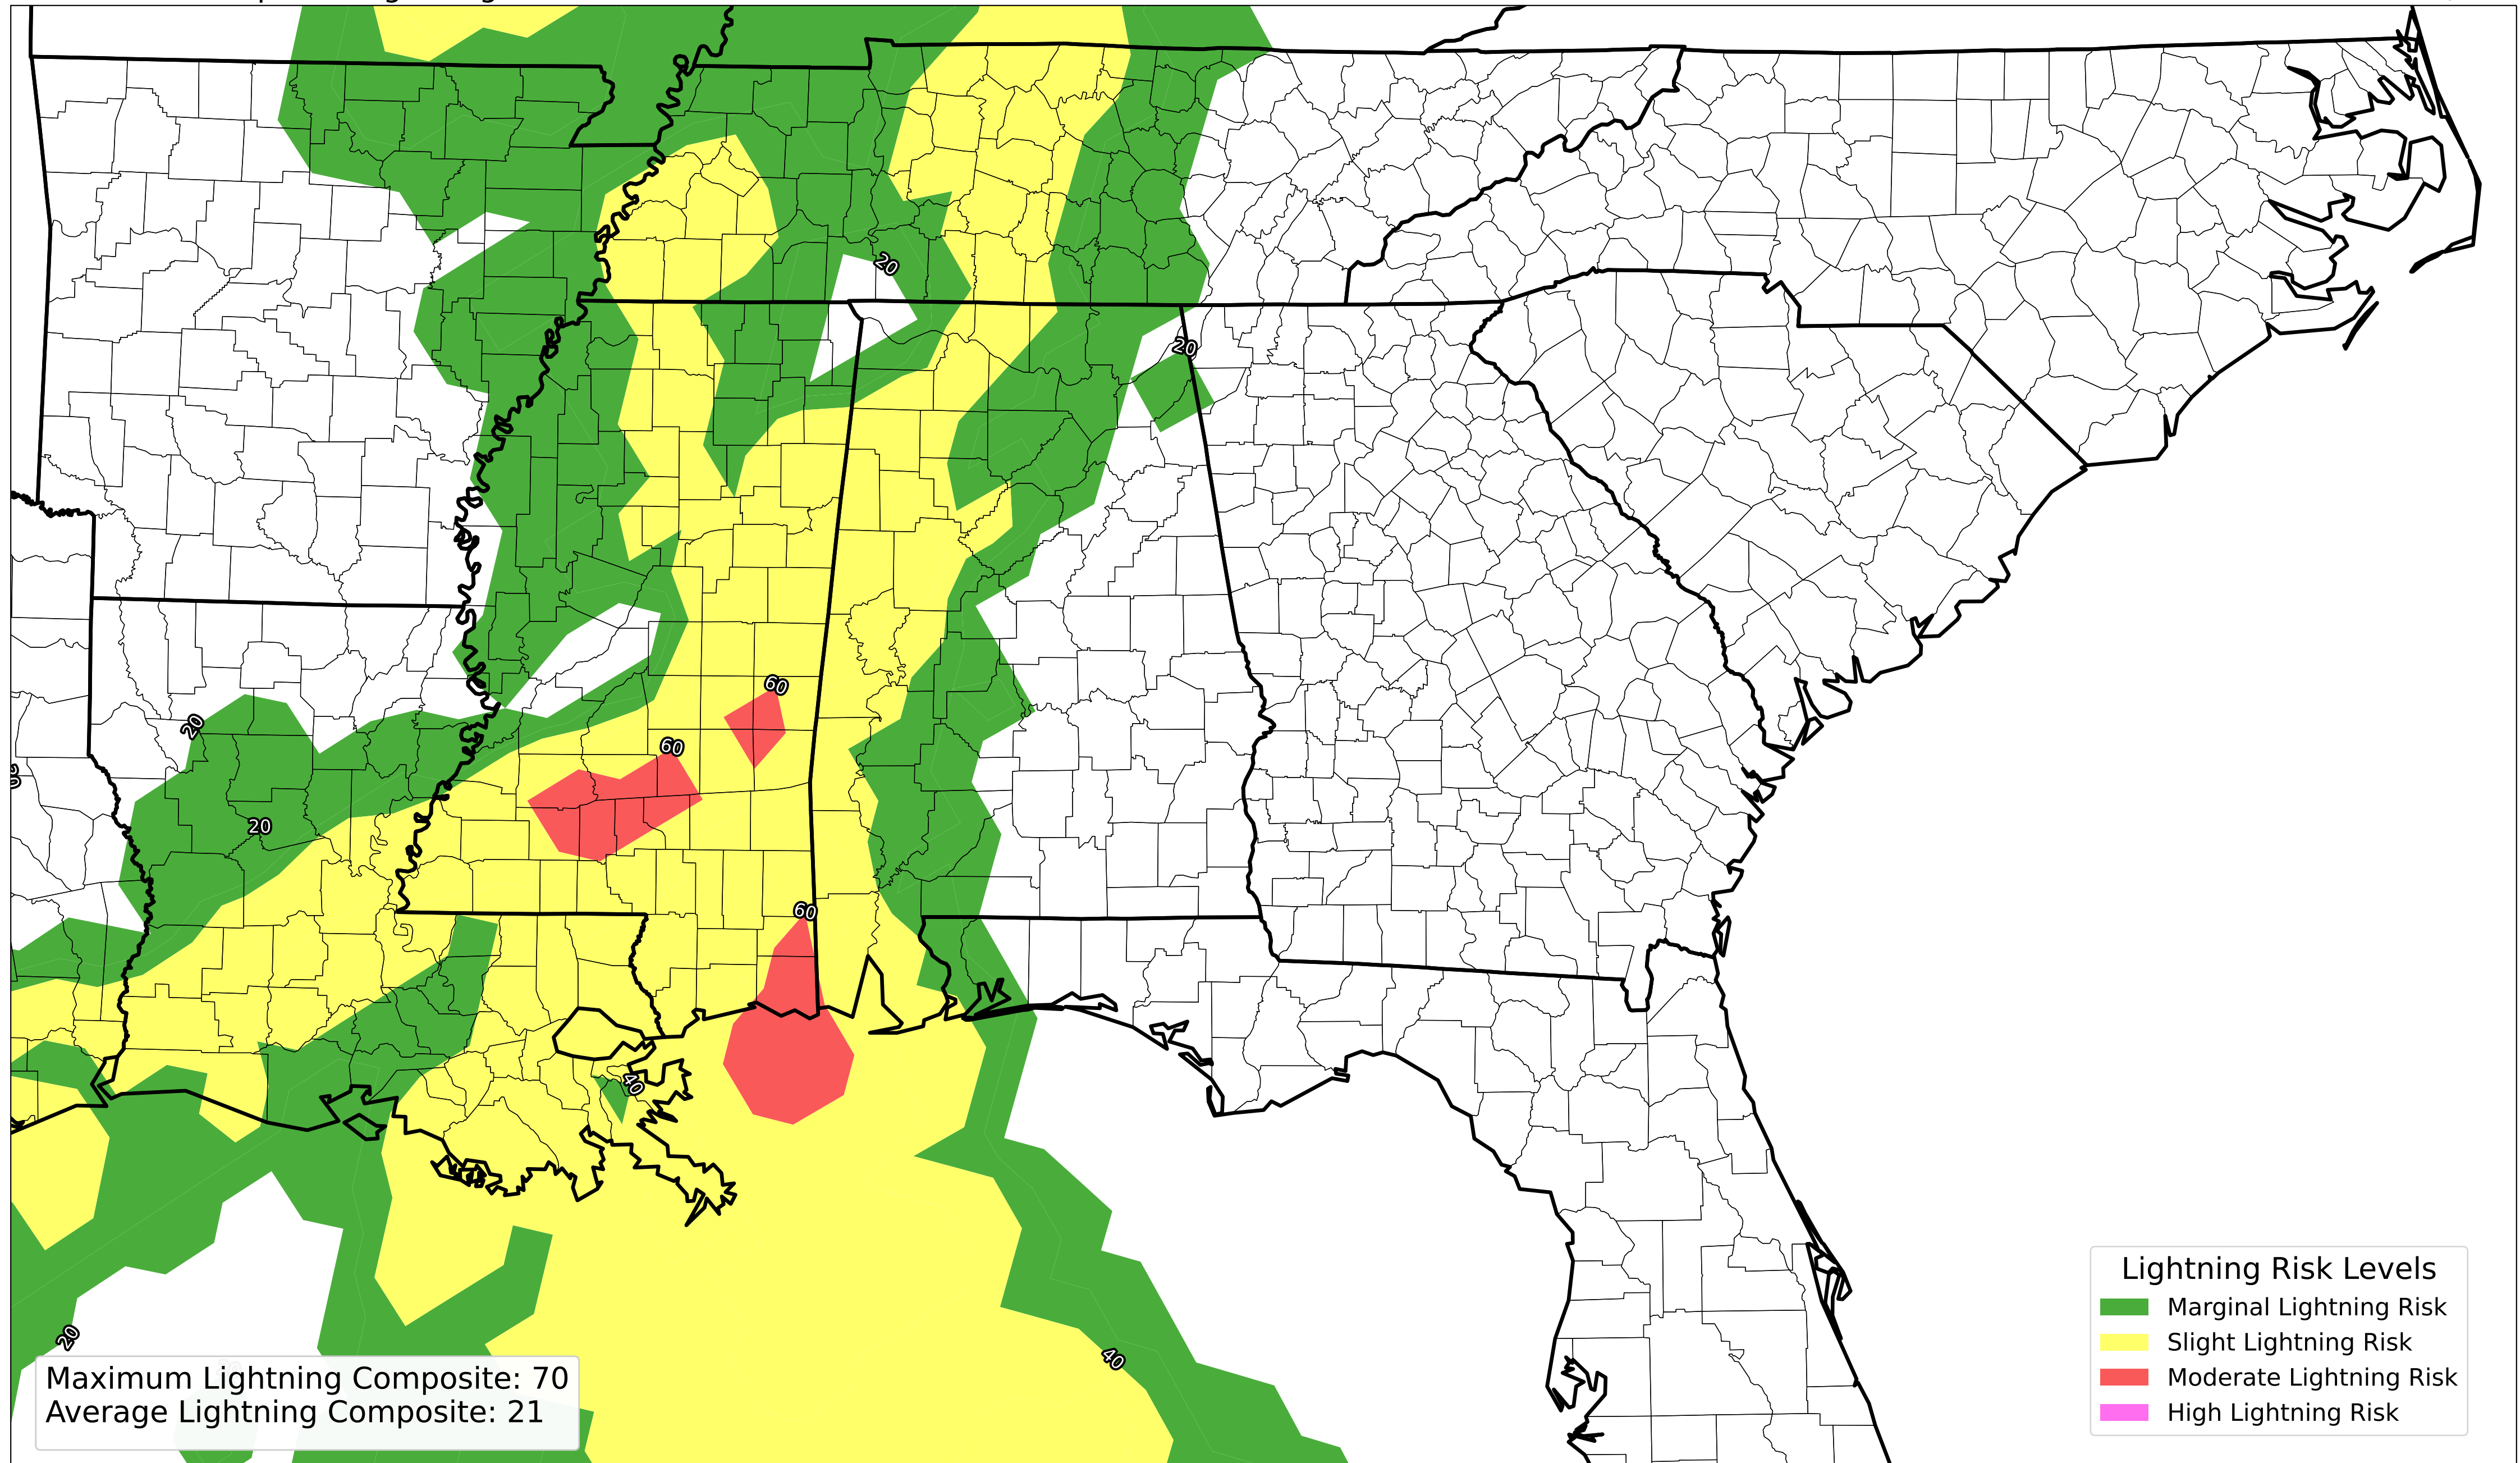 20
20
60
20
60
20
20
60
40
20
40
Maximum Lightning Composite: 70
Average Lightning Composite: 21
Lightning Risk Levels
Marginal Lightning Risk
Slight Lightning Risk
Moderate Lightning Risk
High Lightning Risk